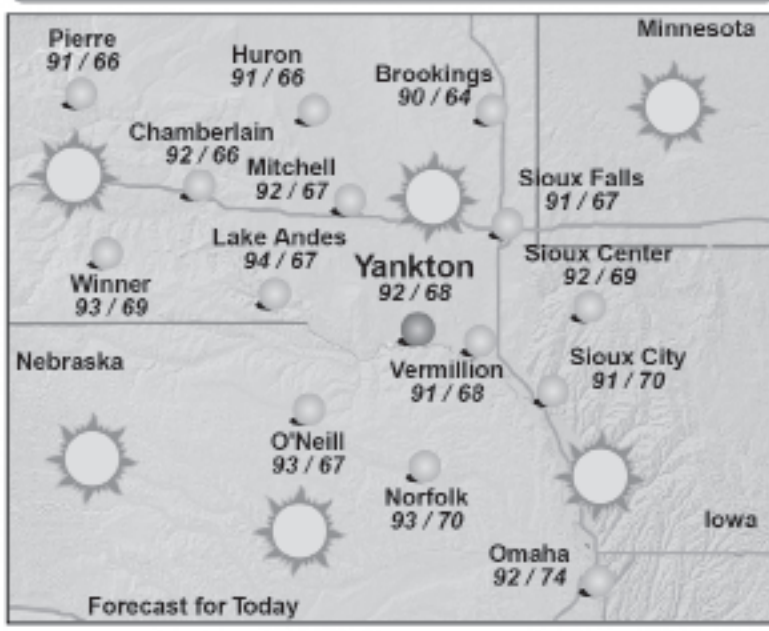 Minnesota
Pierre
91 / 66
Huron
91 / 66
Brookings
90 / 64
Chamberlain
92 / 66
Mitchell
92 / 67
Sioux Falls
91 / 67
Lake Andes
94 / 67
Yankton
92 / 68
Sioux Center
92 / 69
Winner
93 / 69
Nebraska
Vermillion
91 / 68
Sioux City
91 / 70
O'Neill
93 / 67
Norfolk
93 / 70
Iowa
Omaha
92 / 74
Forecast for Today